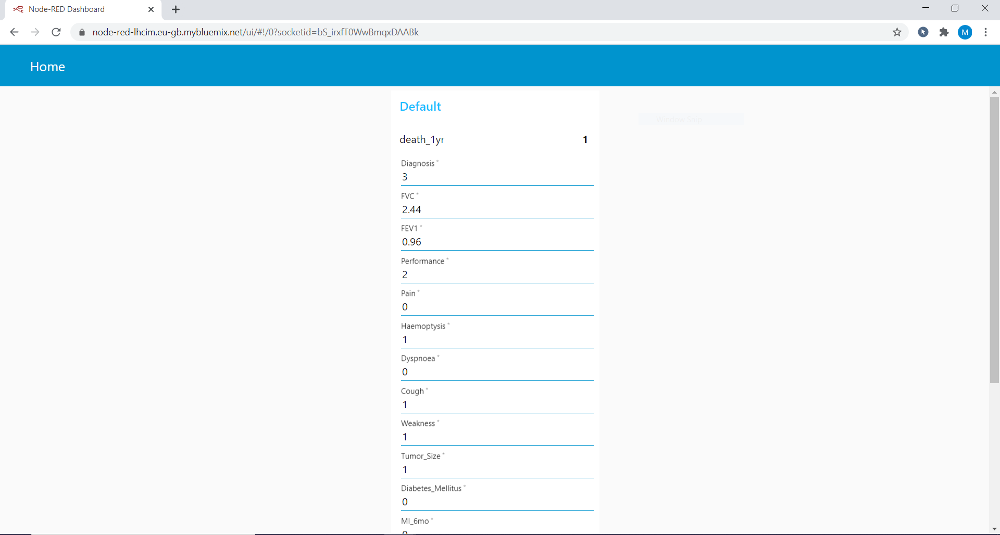 Node-RED Dashboard
node-red-lhcim.eu-gb.mybluemix.net/ui/#!/0?socketid=bS_irxfT0WwBmqxDAABk
M
Home
Default
Window Snip
death_1yr 1
Diagnosis *
3
FVC *
2.44
FEV1 *
0.96
Performance *
2
Pain *
0
Haemoptysis *
1
Dyspnoea *
0
Cough *
1
Weakness *
1
Tumor_Size *
1
Diabetes_Mellitus *
0
MI_6mo *
0